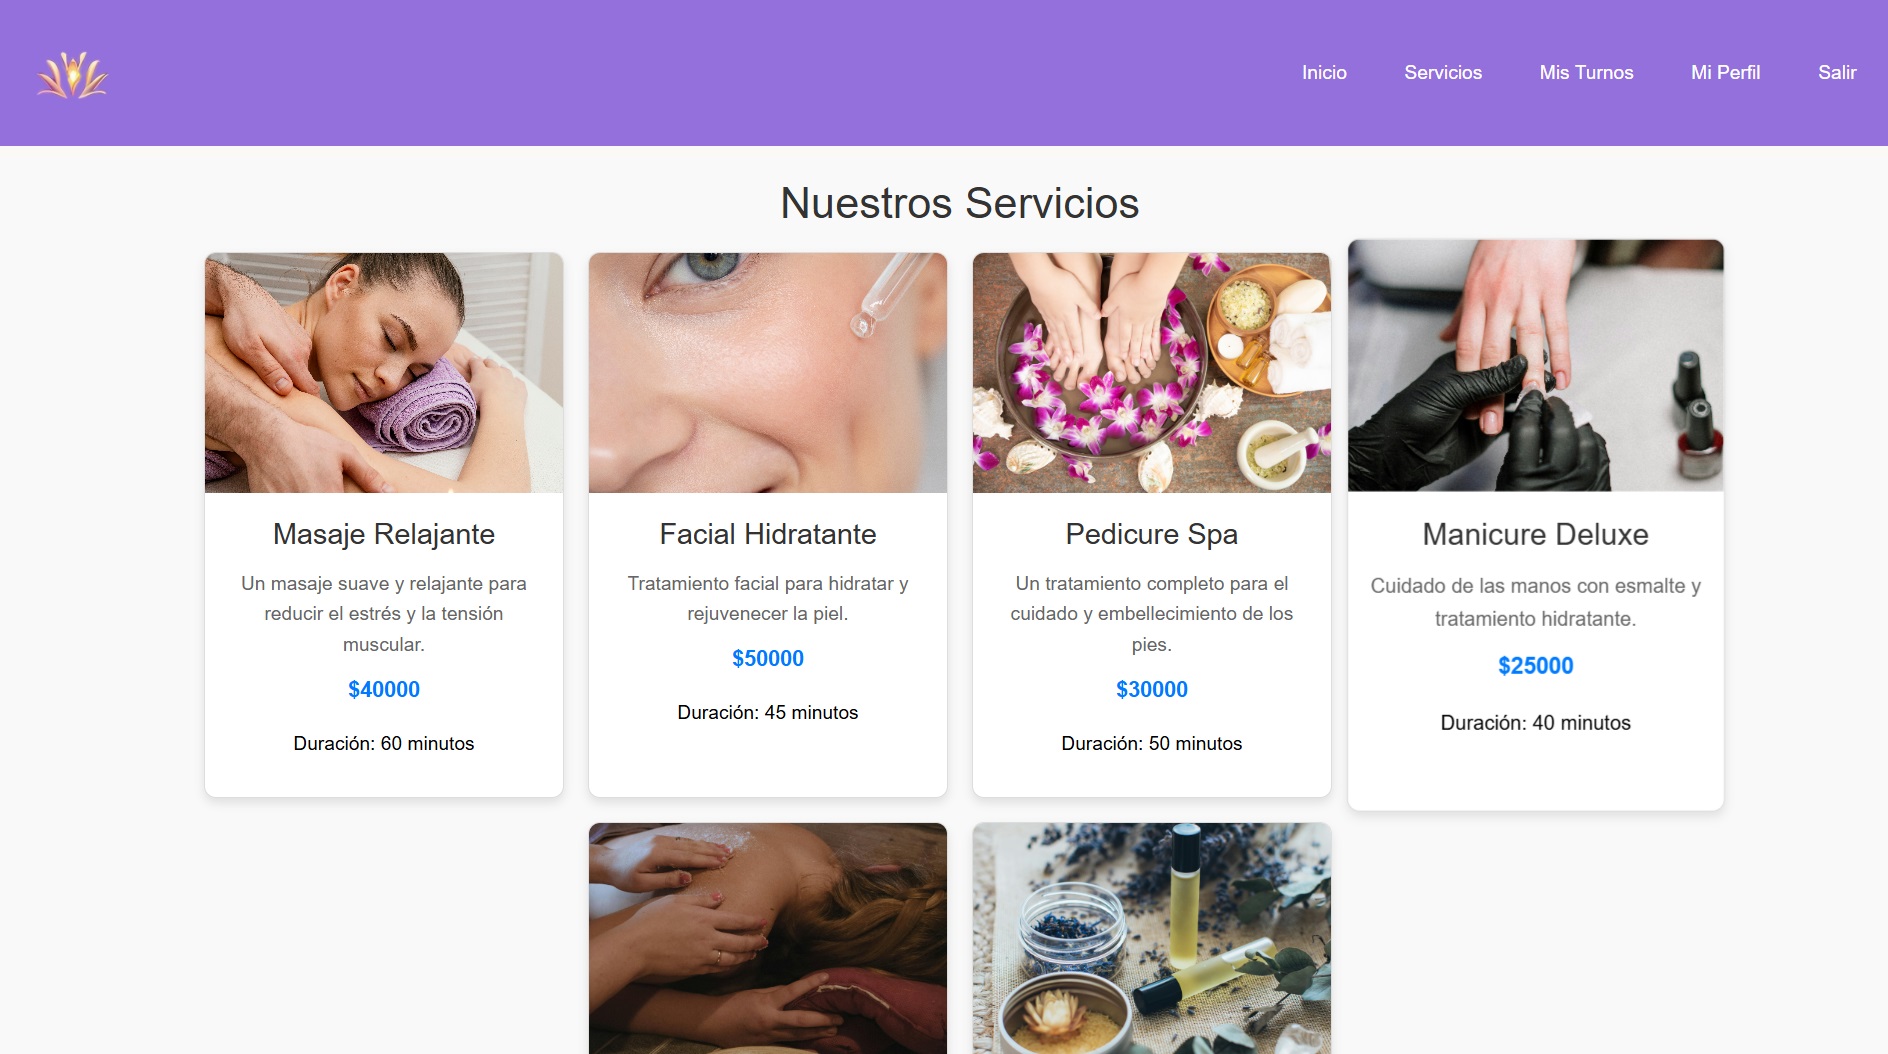 Inicio
Servicios
Mis Turnos
Mi Perfil
Salir
Nuestros Servicios
Masaje Relajante
Un masaje suave y relajante para
reducir el estrés y la tensión
muscular.
$40000
Duración: 60 minutos
Facial Hidratante
Tratamiento facial para hidratar y
rejuvenecer la piel.
$50000
Duración: 45 minutos
Pedicure Spa
Un tratamiento completo para el
cuidado y embellecimiento de los
pies.
$30000
Duración: 50 minutos
Manicure Deluxe
Cuidado de las manos con esmalte y
tratamiento hidratante.
$25000
Duración: 40 minutos